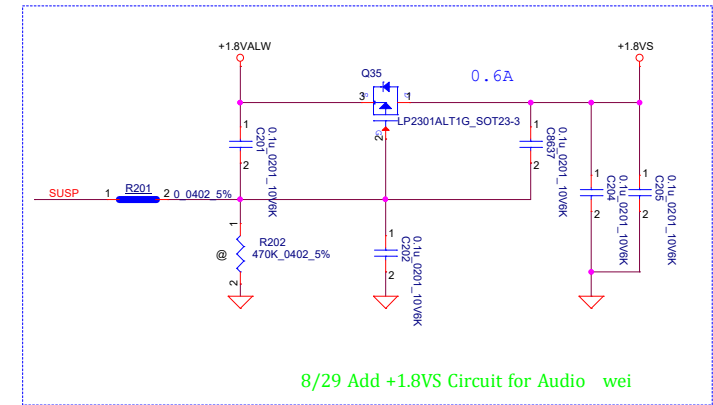 +1.8VALW
+1.8VS
Q35
0.6A
3
1
LP2301ALT1G_SOT23-3
2
1
C201
0.1u_0201_10V6K
2
1
C8637
0.1u_0201_10V6K
2
1
C204
0.1u_0201_10V6K
2
1
C205
0.1u_0201_10V6K
2
SUSP
1
R201
2
0_0402_5%
1
R202
@
470K_0402_5%
2
1
C202
0.1u_0201_10V6K
2
8/29 Add +1.8VS Circuit for Audio wei